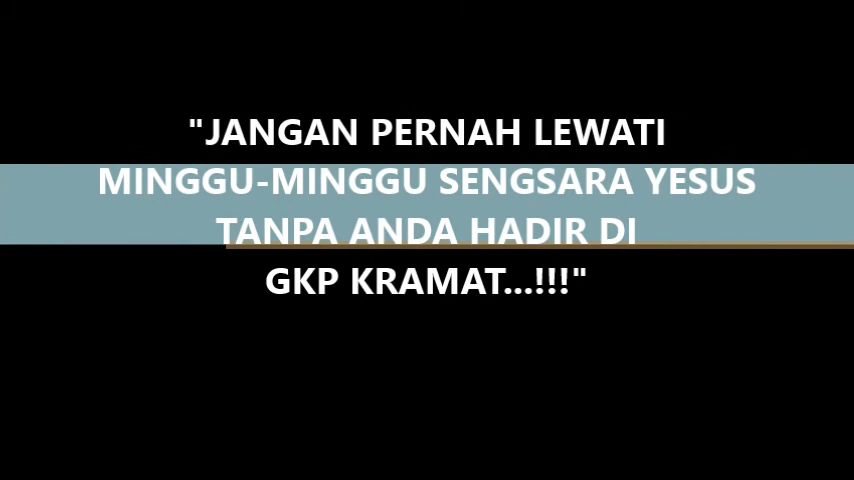 "JANGAN PERNAH LEWATI
MINGGU-MINGGU SENGSARA YESUS
TANPA ANDA HADIR DI
GKP KRAMAT...!!!"